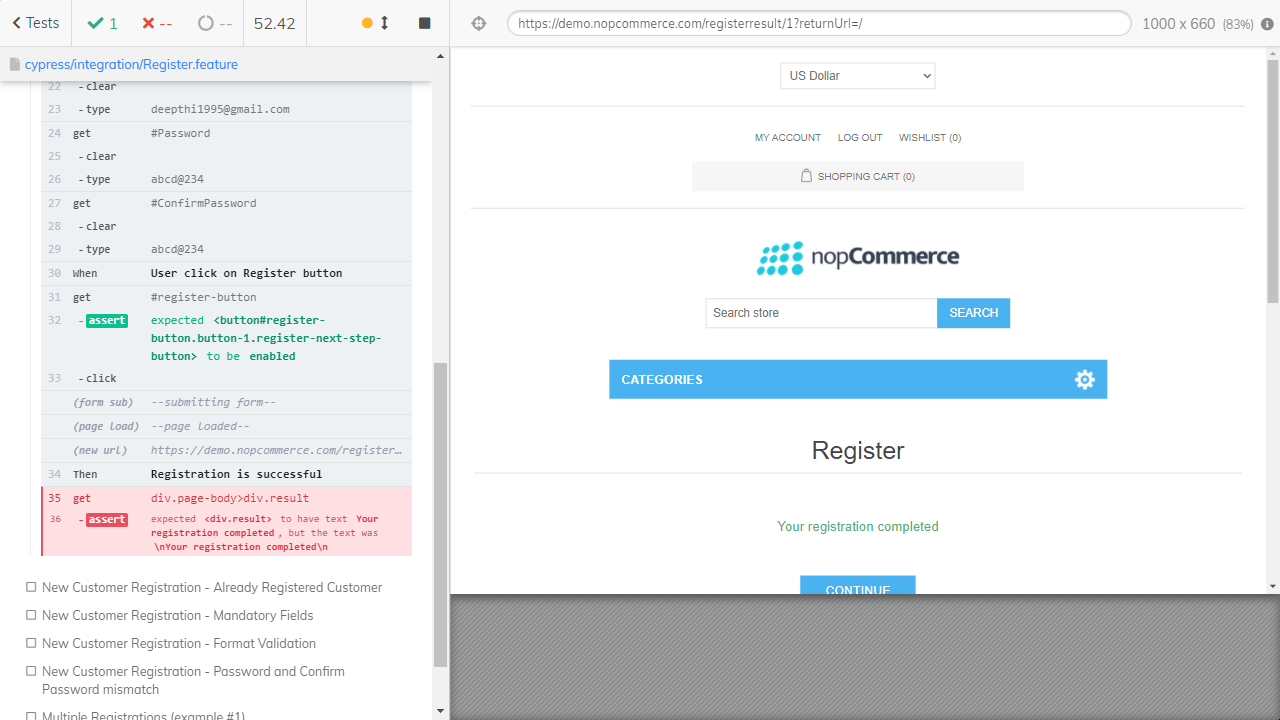 Tests
1
--
--
52.42
https://demo.nopcommerce.com/registerresult/1?returnUrl=/
1000 x 660 (83%)
cypress/integration/Register.feature
22 - clear
23 - type deepthi1995@gmail.com
24 get #Password
25 - clear
26 - type abcd@234
27 get #ConfirmPassword
28 - clear
29 - type abcd@234
30 When User click on Register button
31 get #register-button
32 - assert expected <button#register-
button.button-1.register-next-step-
button> to be enabled
33 - click
(form sub) --submitting form--
(page load) --page loaded--
(new url) https://demo.nopcommerce.com/register…
34 Then Registration is successful
35 get div.page-body>div.result
36 - assert expected <div.result> to have text Your
registration completed , but the text was
\nYour registration completed\n
New Customer Registration - Already Registered Customer
New Customer Registration - Mandatory Fields
New Customer Registration - Format Validation
New Customer Registration - Password and Confirm
Password mismatch
Multiple Registrations (example #1)
US Dollar
MY ACCOUNT LOG OUT WISHLIST (0)
SHOPPING CART (0)
nopCommerce
Search store SEARCH
CATEGORIES
Register
Your registration completed
CONTINUE